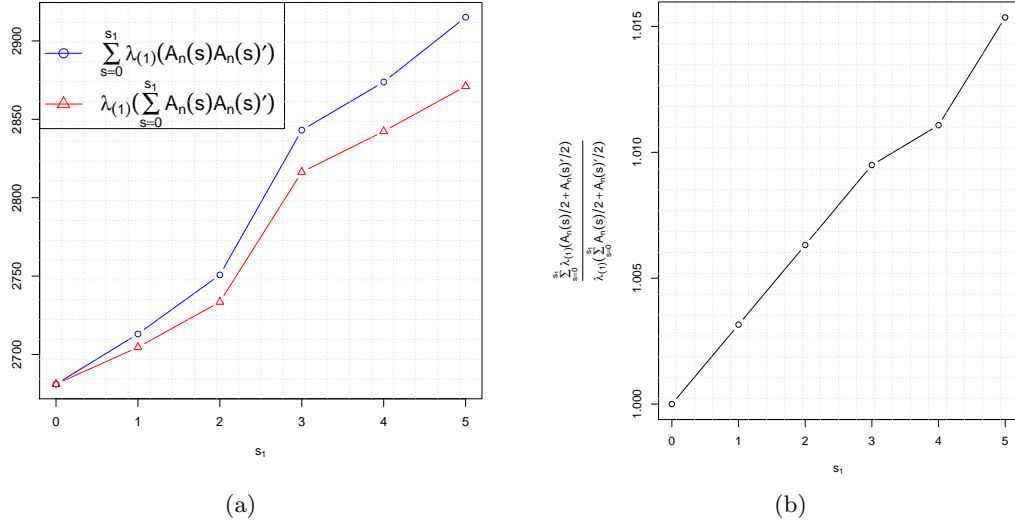 ∑_{s=0}^{s₁} λ₍₁₎(Aₙ(s)Aₙ(s)′)
λ₍₁₎(∑_{s=0}^{s₁} Aₙ(s)Aₙ(s)′)
2900
2850
2800
2750
2700
0 1 2 3 4 5
s₁
(a)
∑_{s=0}^{s₁} λ₍₁₎(Aₙ(s)/2 + Aₙ(s)′/2)
λ₍₁₎(∑_{s=0}^{s₁} Aₙ(s)/2 + Aₙ(s)′/2)
1.015
1.010
1.005
1.000
0 1 2 3 4 5
s₁
(b)